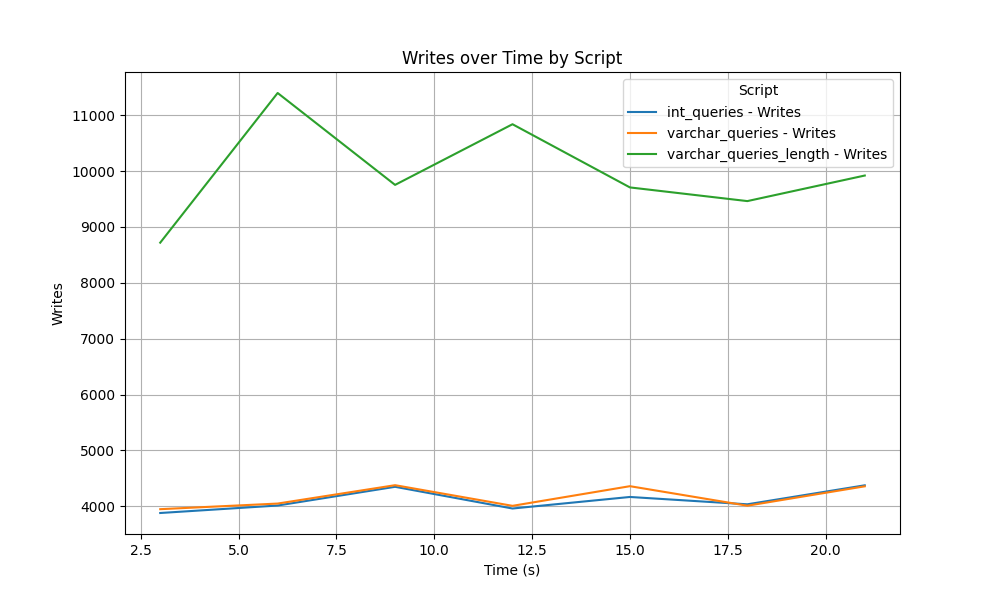 Writes over Time by Script
Script
int_queries - Writes
varchar_queries - Writes
varchar_queries_length - Writes
11000
10000
9000
8000
7000
6000
5000
4000
Writes
2.5 5.0 7.5 10.0 12.5 15.0 17.5 20.0
Time (s)